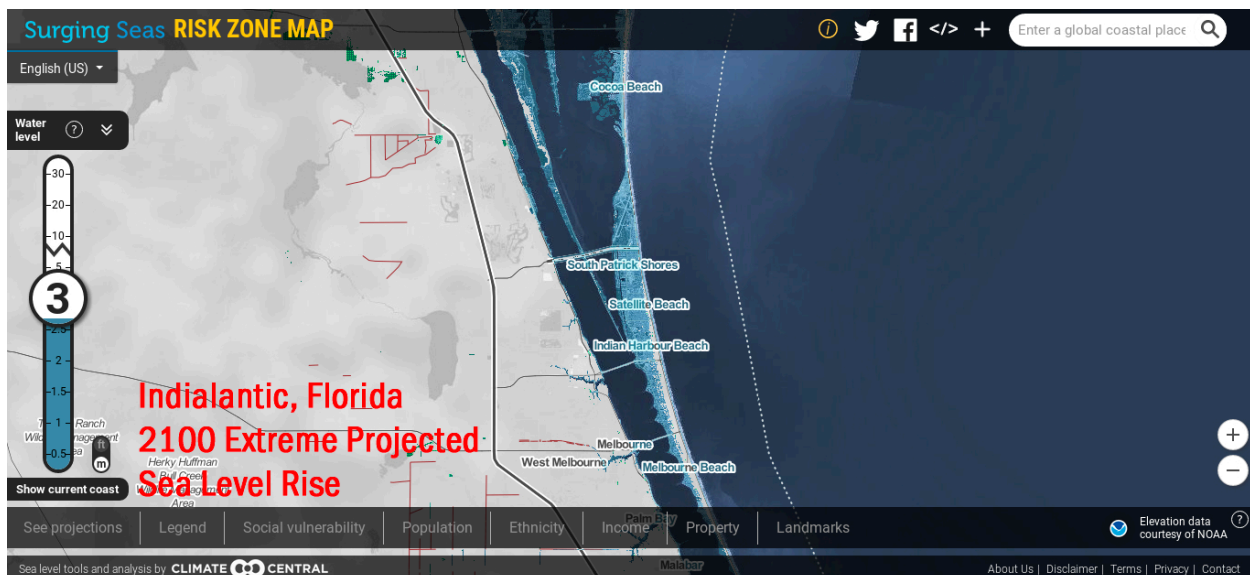 Surging Seas RISK ZONE MAP
i
</>
+
Enter a global coastal place
English (US)
Water level ?
30
20
10
5
3
2.5
2
1.5
1
0.5
ft
m
Show current coast
Cocoa Beach
South Patrick Shores
Satellite Beach
Indian Harbour Beach
Melbourne
West Melbourne
Melbourne Beach
Palm Bay
Malabar
Ranch
Herky Huffman
Bull Creek
Area
Indialantic, Florida
2100 Extreme Projected
Sea Level Rise
+
−
See projections
Legend
Social vulnerability
Population
Ethnicity
Income
Property
Landmarks
Elevation data
courtesy of NOAA
?
Sea level tools and analysis by CLIMATE CENTRAL
About Us | Disclaimer | Terms | Privacy | Contact